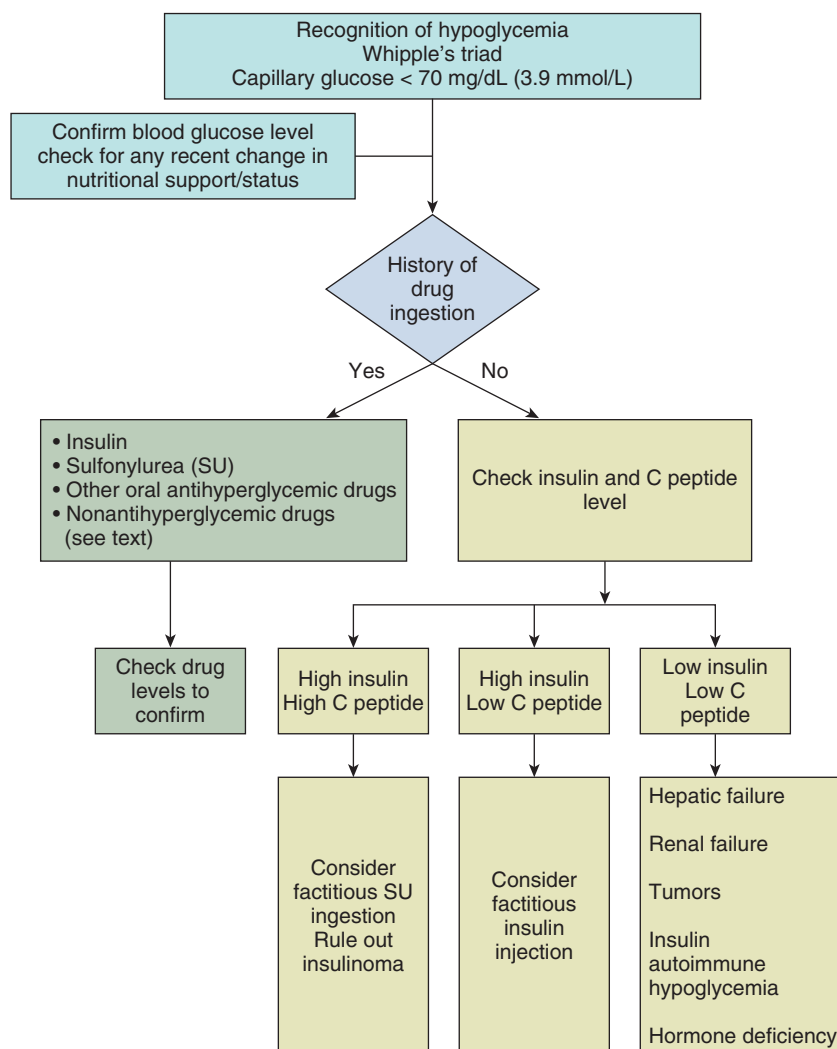 Recognition of hypoglycemia
Whipple's triad
Capillary glucose < 70 mg/dL (3.9 mmol/L)
Confirm blood glucose level
check for any recent change in
nutritional support/status
History of
drug
ingestion
Yes
No
• Insulin
• Sulfonylurea (SU)
• Other oral antihyperglycemic drugs
• Nonantihyperglycemic drugs
(see text)
Check insulin and C peptide
level
Check drug
levels to
confirm
High insulin
High C peptide
High insulin
Low C peptide
Low insulin
Low C
peptide
Consider
factitious SU
ingestion
Rule out
insulinoma
Consider
factitious
insulin
injection
Hepatic failure
Renal failure
Tumors
Insulin
autoimmune
hypoglycemia
Hormone deficiency